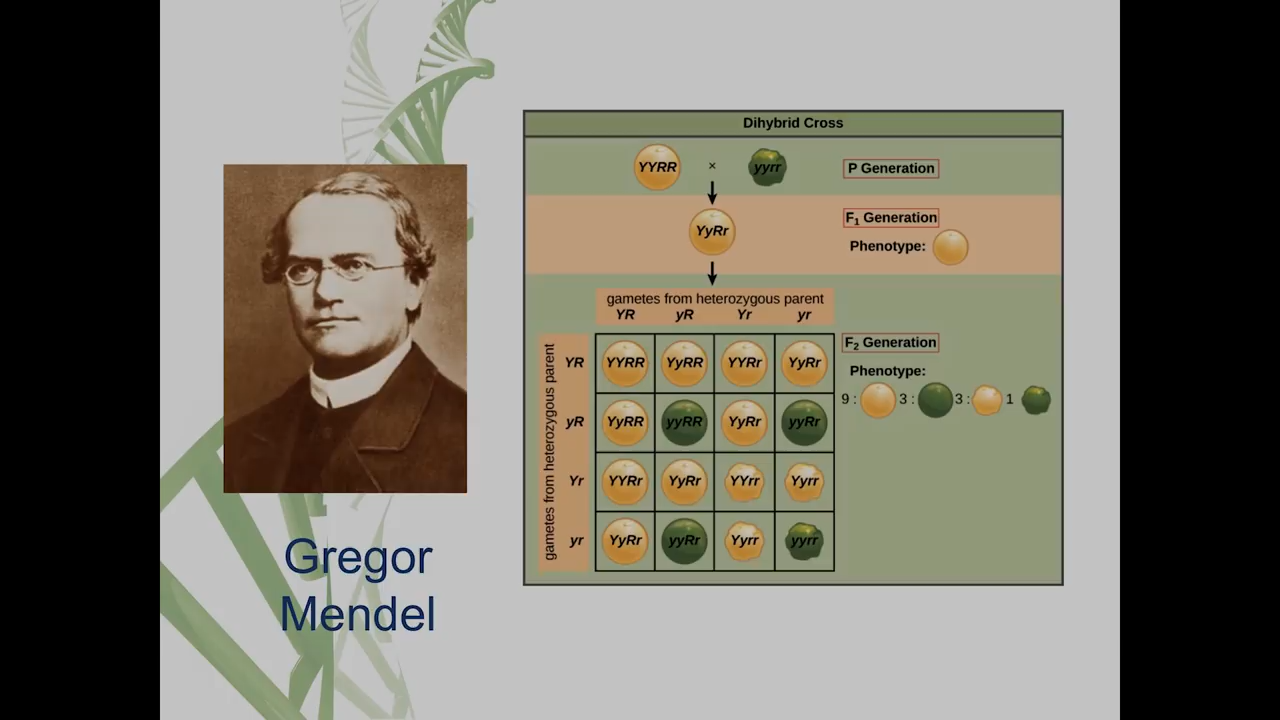 Gregor
Mendel
Dihybrid Cross
YYRR × yyrr P Generation
F₁ Generation
YyRr
Phenotype:
gametes from heterozygous parent
YR yR Yr yr
gametes from heterozygous parent
F₂ Generation
Phenotype:
9 : 3 : 3 : 1
YR YYRR YyRR YYRr YyRr
yR YyRR yyRR YyRr yyRr
Yr YYRr YyRr YYrr Yyrr
yr YyRr yyRr Yyrr yyrr